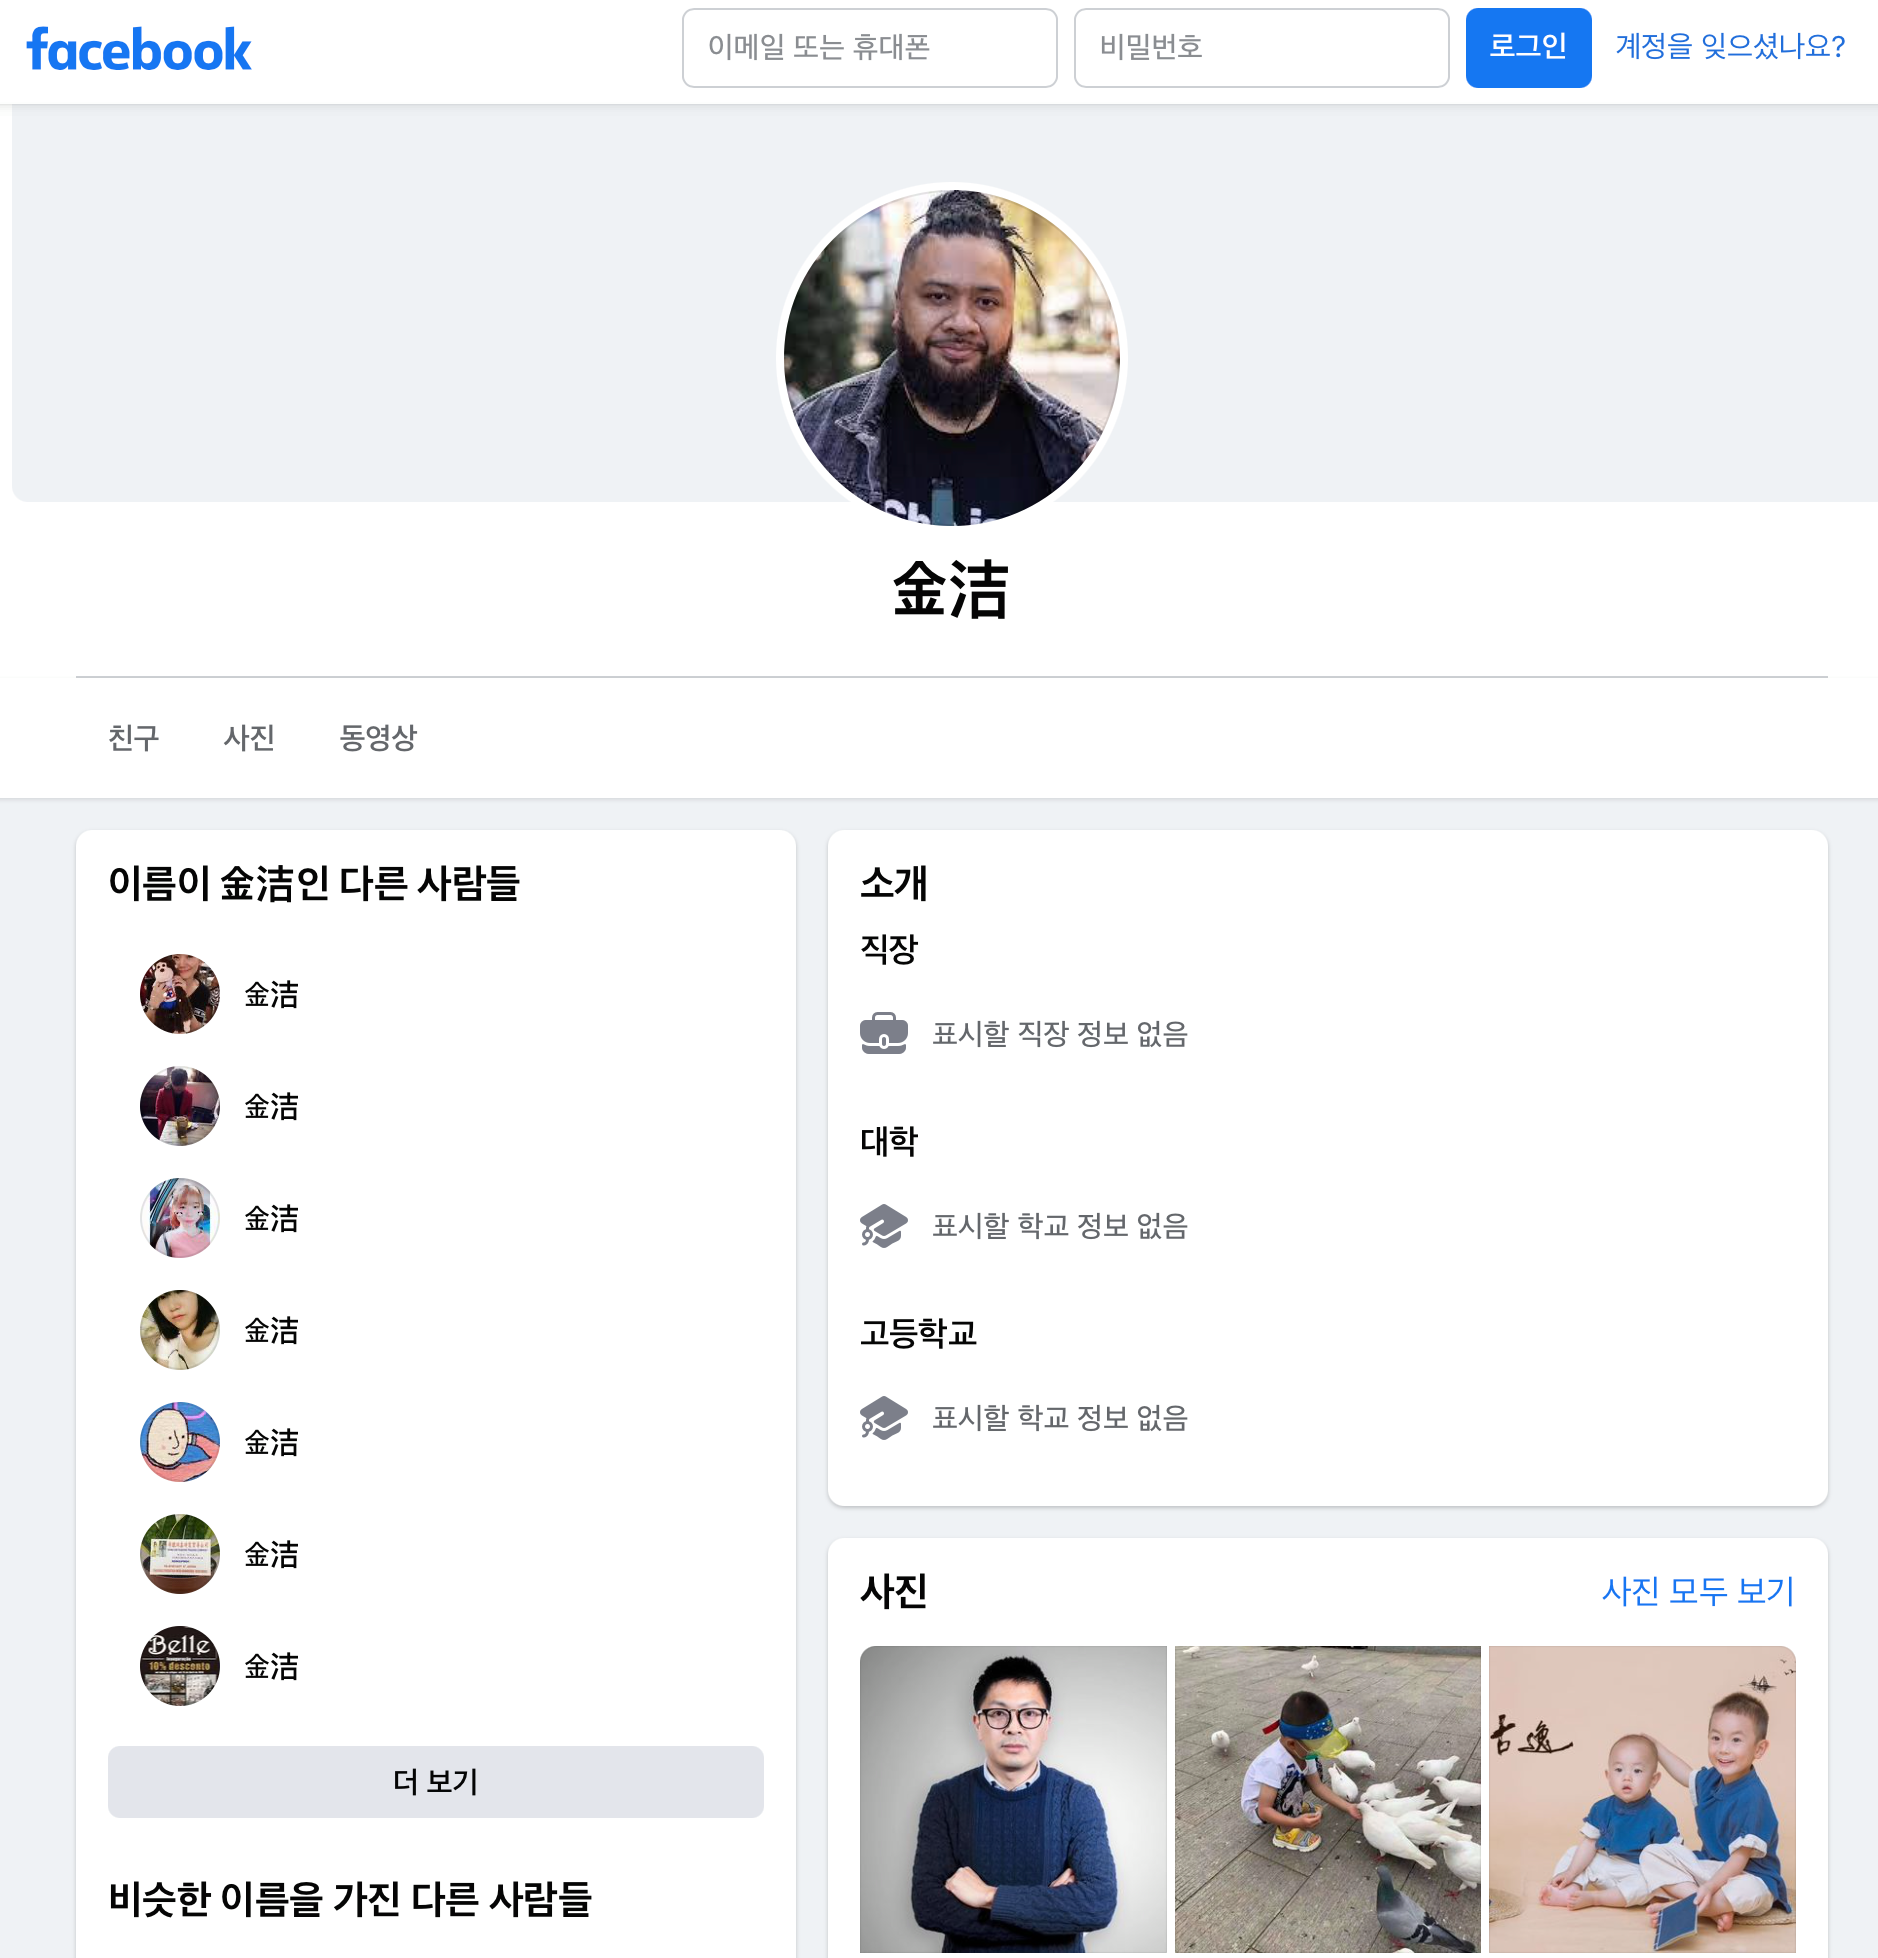 facebook
이메일 또는 휴대폰
비밀번호
로그인
계정을 잊으셨나요?
金洁
친구
사진
동영상
이름이 金洁인 다른 사람들
金洁
金洁
金洁
金洁
金洁
金洁
Belle
10% desconto
金洁
더 보기
비슷한 이름을 가진 다른 사람들
소개
직장
표시할 직장 정보 없음
대학
표시할 학교 정보 없음
고등학교
표시할 학교 정보 없음
사진
사진 모두 보기